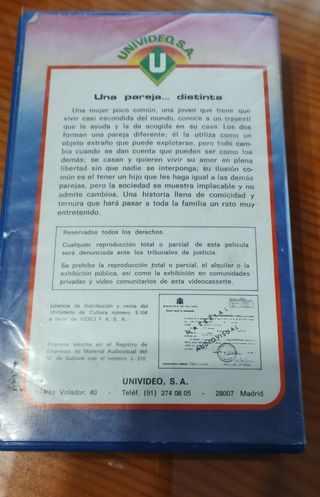 UNIVIDEO, S.A.
U
Una pareja... distinta
Una mujer poco común, una joven que tiene que
vivir casi escondida del mundo, conoce a un travesti
que le ayuda y la da acogida en su casa. Los dos
forman una pareja diferente; él la utiliza como un
objeto extraño que puede explotarse, pero todo cam-
bia cuando se dan cuenta que pueden ser como los
demás; se casan y quieren vivir su amor en plena
libertad sin que nadie se interponga; su ilusión co-
mún es el tener un hijo que les haga igual a las demás
parejas, pero la sociedad se muestra implacable y no
admite cambios. Una historia llena de comicidad y
ternura que hará pasar a toda la familia un rato muy
entretenido.
Reservados todos los derechos.
Cualquier reproducción total o parcial de esta película
será denunciada ente los tribunales de justicia.
Se prohibe la reproducción total o parcial, el alquiler o la
exhibición pública, así como la exhibición en comunidades
privadas y video comunitarios de esta videocassette.
Licencia de distribución y venta del
Ministerio de Cultura número 8.104
a favor de VIDEO F. II, S. A.
Empresa inscrita en el Registro de
Empresas de Material Audiovisual del
M. de Cultura con el número J-315.
MATERIAL
AUDIOVISUAL
UNIVIDEO, S. A.
Pez Volador, 40 - Teléf. (91) 274 08 05 - 28007 Madrid